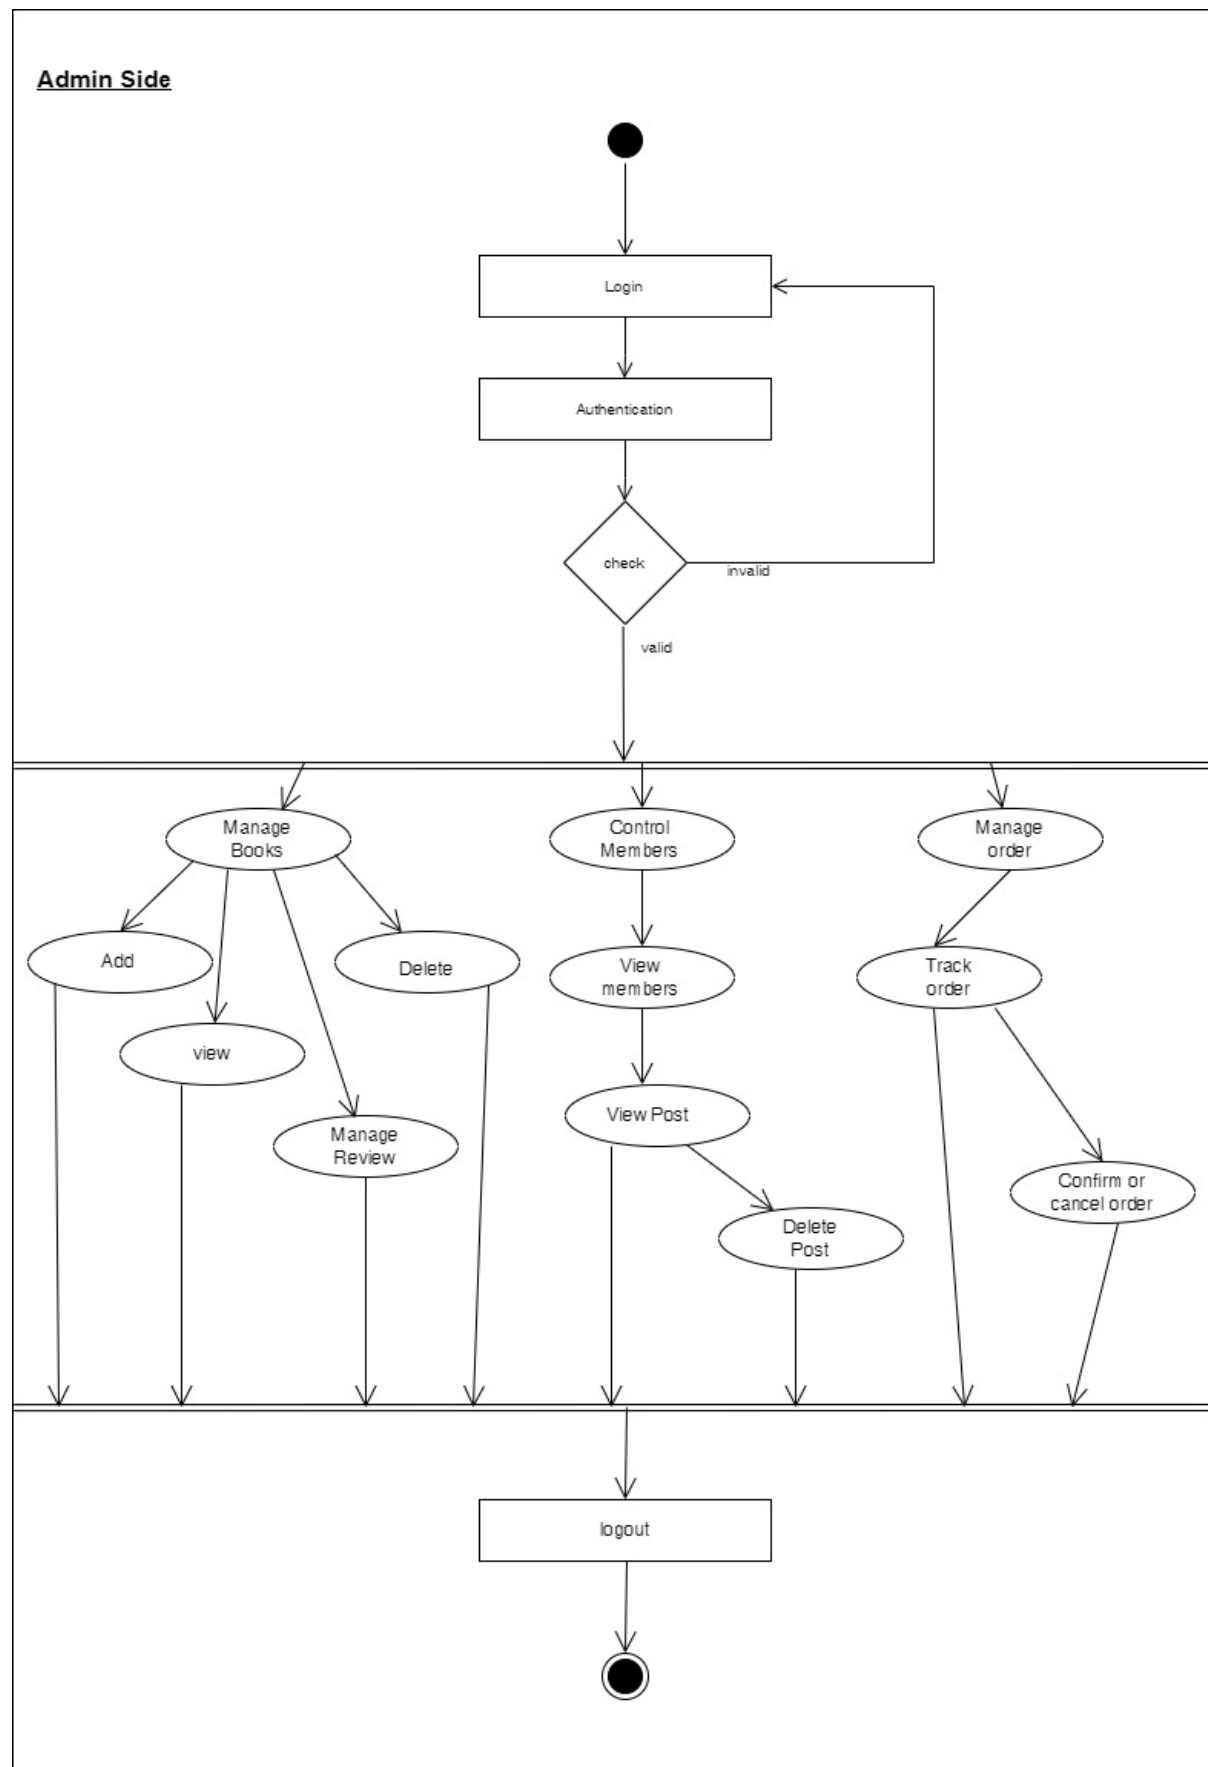 Admin Side
Login
Authentication
check
invalid
valid
Manage
Books
Control
Members
Manage
order
Add
Delete
View
members
Track
order
view
Manage
Review
View Post
Confirm or
cancel order
Delete
Post
logout